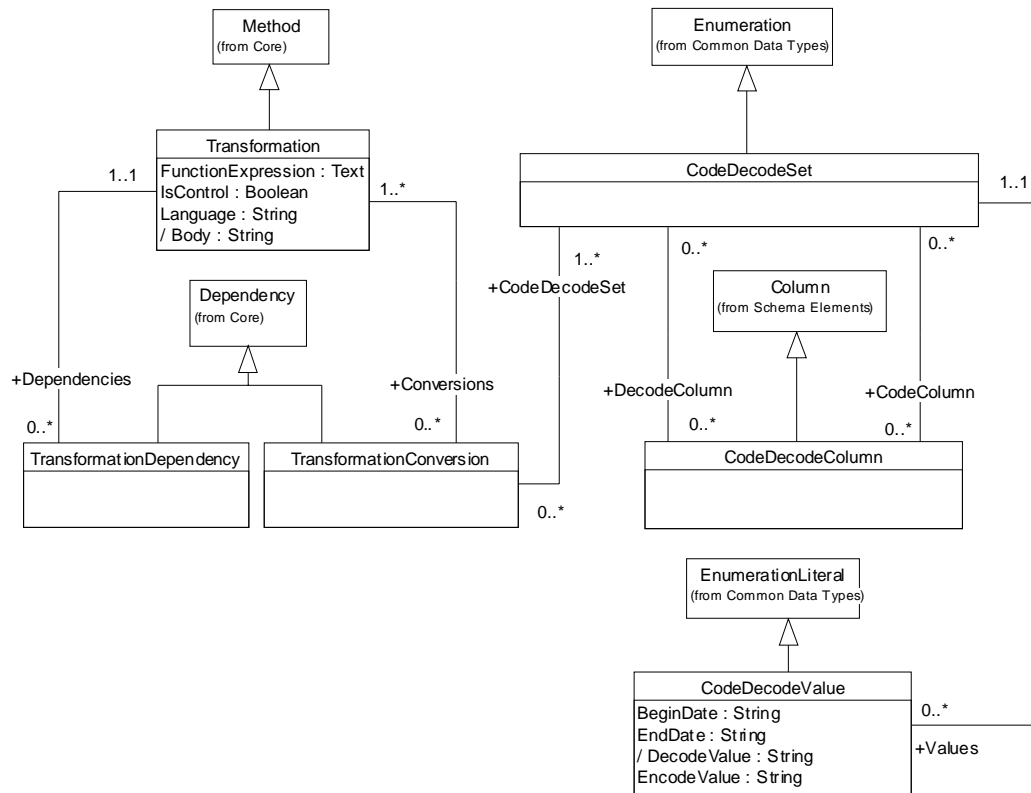 Method
(from Core)
Enumeration
(from Common Data Types)
Transformation
FunctionExpression : Text
IsControl : Boolean
Language : String
/ Body : String
1..1
1..*
CodeDecodeSet
1..1
1..*
+CodeDecodeSet
0..*
0..*
Dependency
(from Core)
Column
(from Schema Elements)
+Dependencies
+Conversions
+DecodeColumn
+CodeColumn
0..*
0..*
0..*
0..*
TransformationDependency
TransformationConversion
CodeDecodeColumn
0..*
EnumerationLiteral
(from Common Data Types)
CodeDecodeValue
BeginDate : String
EndDate : String
/ DecodeValue : String
EncodeValue : String
0..*
+Values